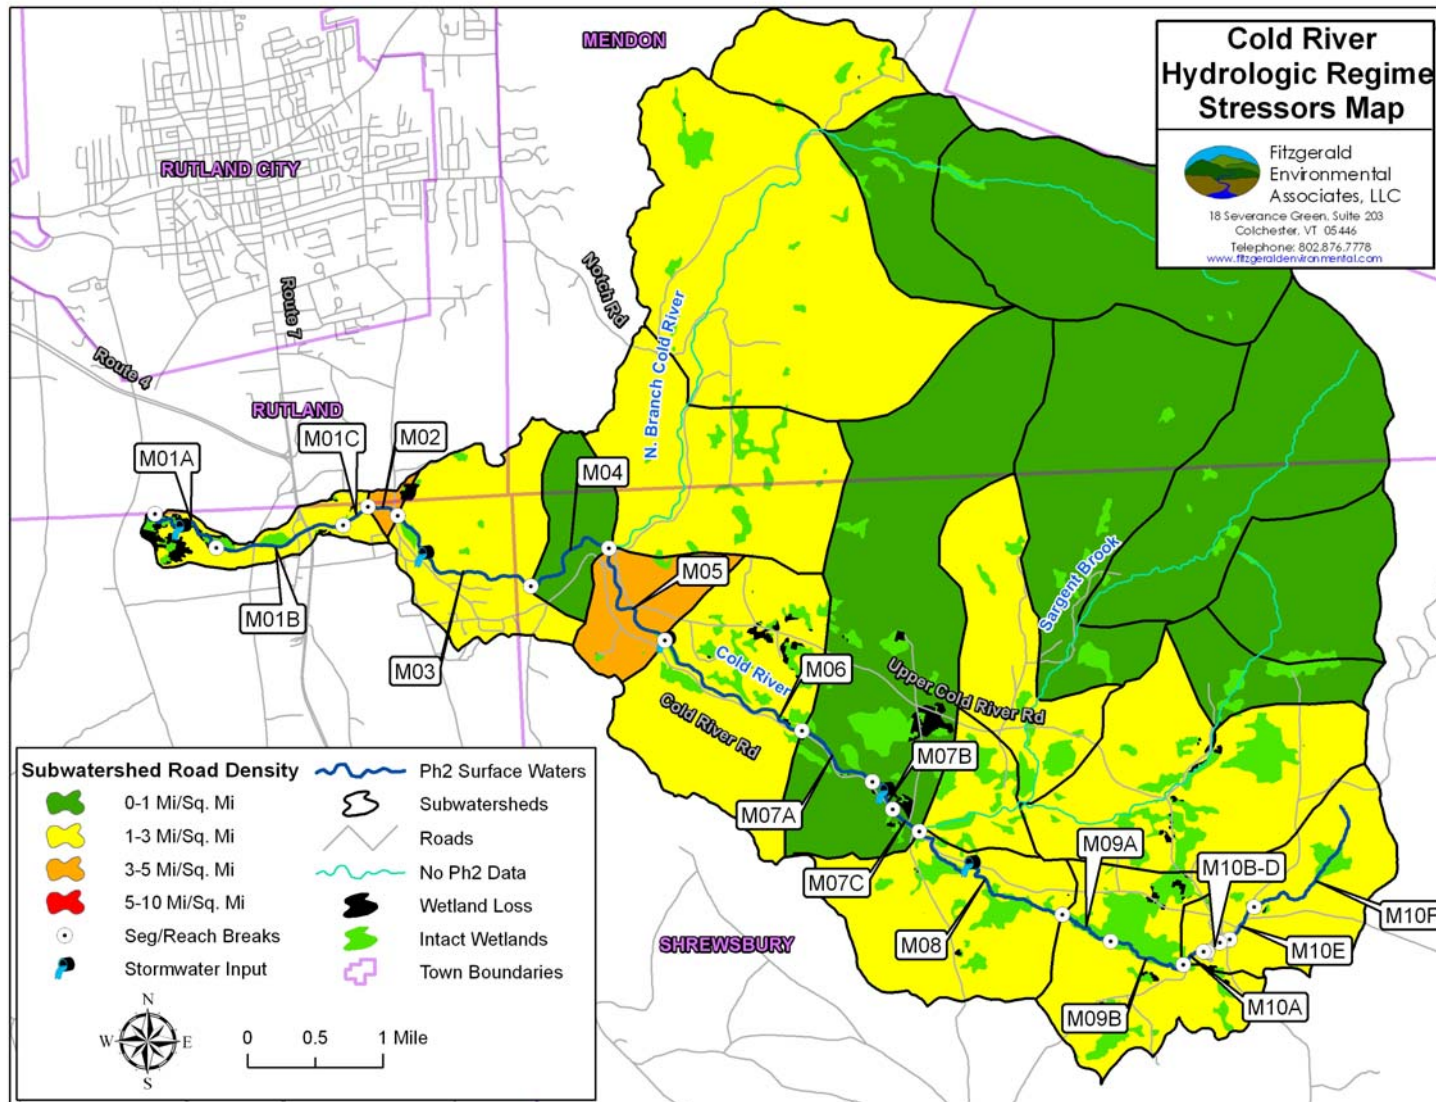 Cold River
Hydrologic Regime
Stressors Map
Fitzgerald
Environmental
Associates, LLC
18 Severance Green, Suite 203
Colchester, VT 05446
Telephone: 802.876.7778
www.fitzgeraldenvironmental.com
MENDON
RUTLAND CITY
Route 7
Notch Rd
Route 4
N. Branch Cold River
RUTLAND
M01C
M02
M01A
M04
M01B
M05
Sargent Brook
M03
Cold River
M06
Upper Cold River Rd
Cold River Rd
M07B
M07A
M07C
M09A
M10B-D
M10F
SHREWSBURY
M08
M10E
M10A
M09B
Subwatershed Road Density
0-1 Mi/Sq. Mi
1-3 Mi/Sq. Mi
3-5 Mi/Sq. Mi
5-10 Mi/Sq. Mi
Seg/Reach Breaks
Stormwater Input
Ph2 Surface Waters
Subwatersheds
Roads
No Ph2 Data
Wetland Loss
Intact Wetlands
Town Boundaries
N
W E
S
0 0.5 1 Mile